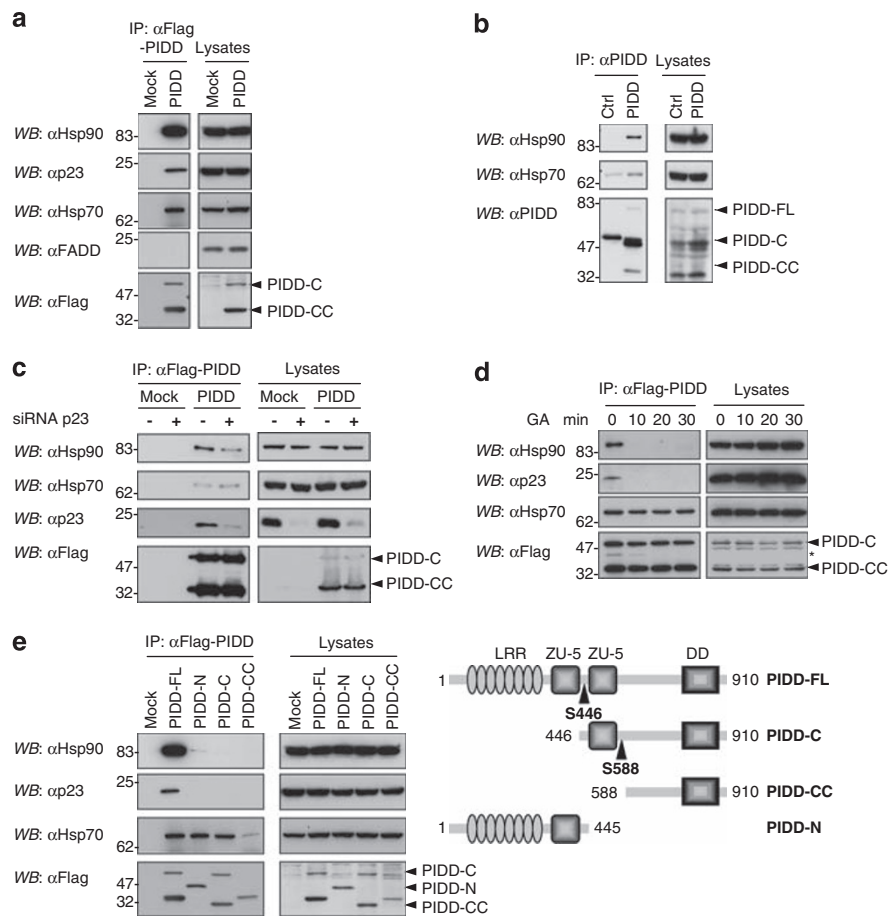 a
IP: αFlag
-PIDD Lysates
Mock PIDD Mock PIDD
WB: αHsp90 83-
WB: αp23 25-
WB: αHsp70 62-
WB: αFADD 25-
WB: αFlag 47- 32- PIDD-C PIDD-CC
b
IP: αPIDD Lysates
Ctrl PIDD Ctrl PIDD
WB: αHsp90 83-
WB: αHsp70 62-
WB: αPIDD 83- 47- 32- PIDD-FL PIDD-C PIDD-CC
c
IP: αFlag-PIDD Lysates
Mock PIDD Mock PIDD
siRNA p23 - + - + - + - +
WB: αHsp90 83-
WB: αHsp70 62-
WB: αp23 25-
WB: αFlag 47- 32- PIDD-C PIDD-CC
d
IP: αFlag-PIDD Lysates
GA min 0 10 20 30 0 10 20 30
WB: αHsp90 83-
WB: αp23 25-
WB: αHsp70 62-
WB: αFlag 47- 32- PIDD-C * PIDD-CC
e
IP: αFlag-PIDD Lysates
Mock PIDD-FL PIDD-N PIDD-C PIDD-CC Mock PIDD-FL PIDD-N PIDD-C PIDD-CC
WB: αHsp90 83-
WB: αp23 25-
WB: αHsp70 62-
WB: αFlag 47- 32- PIDD-C PIDD-N PIDD-CC
LRR ZU-5 ZU-5 DD
1 910 PIDD-FL
S446
446 910 PIDD-C
S588
588 910 PIDD-CC
1 445 PIDD-N